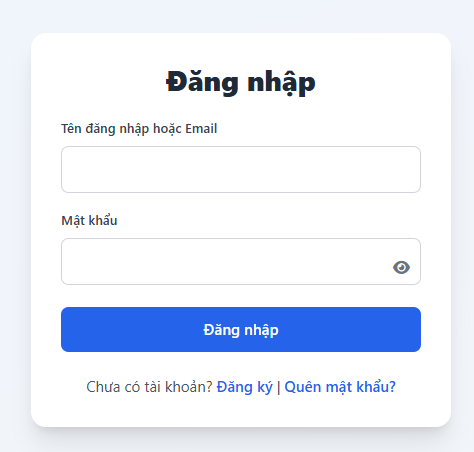 Đăng nhập
Tên đăng nhập hoặc Email
Mật khẩu
Đăng nhập
Chưa có tài khoản? Đăng ký | Quên mật khẩu?